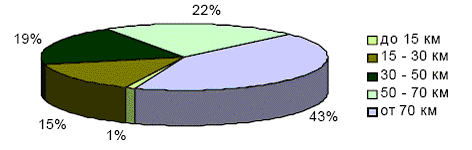 22%
19%
15%
1%
43%
до 15 км
15 - 30 км
30 - 50 км
50 - 70 км
от 70 км